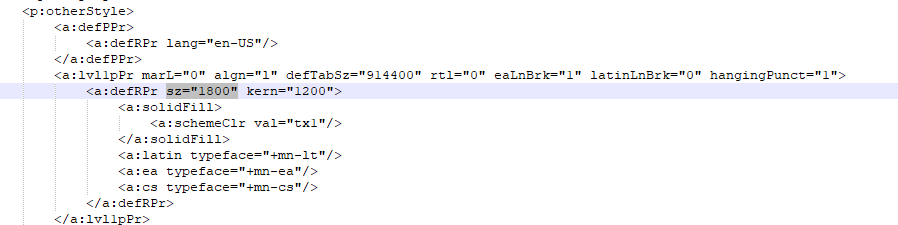 <p:otherStyle>
<a:defPPr>
<a:defRPr lang="en-US"/>
</a:defPPr>
<a:lvl1pPr marL="0" algn="l" defTabSz="914400" rtl="0" eaLnBrk="1" latinLnBrk="0" hangingPunct="1">
<a:defRPr sz="1800" kern="1200">
<a:solidFill>
<a:schemeClr val="tx1"/>
</a:solidFill>
<a:latin typeface="+mn-lt"/>
<a:ea typeface="+mn-ea"/>
<a:cs typeface="+mn-cs"/>
</a:defRPr>
</a:lvl1pPr>